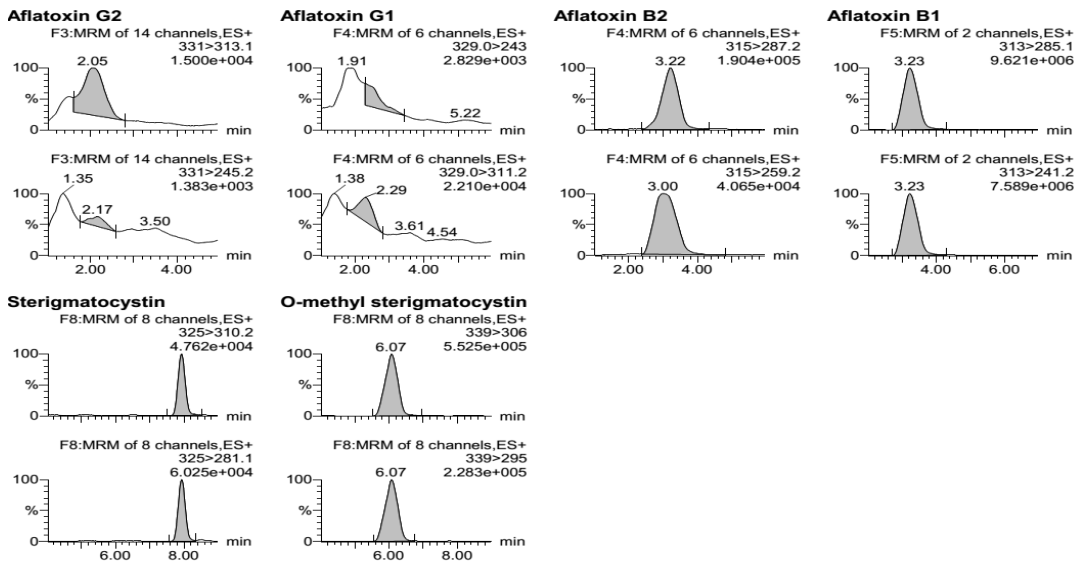 Aflatoxin G2
F3:MRM of 14 channels,ES+
331>313.1
1.500e+004
100
%
0
2.05
min
F3:MRM of 14 channels,ES+
331>245.2
1.383e+003
100
%
0
1.35
2.17
3.50
min
2.00 4.00
Aflatoxin G1
F4:MRM of 6 channels,ES+
329.0>243
2.829e+003
100
%
0
1.91
5.22
min
F4:MRM of 6 channels,ES+
329.0>311.2
2.210e+004
100
%
0
1.38
2.29
3.61
4.54
min
2.00 4.00
Aflatoxin B2
F4:MRM of 6 channels,ES+
315>287.2
1.904e+005
100
%
0
3.22
min
F4:MRM of 6 channels,ES+
315>259.2
4.065e+004
100
%
0
3.00
min
2.00 4.00
Aflatoxin B1
F5:MRM of 2 channels,ES+
313>285.1
9.621e+006
100
%
0
3.23
min
F5:MRM of 2 channels,ES+
313>241.2
7.589e+006
100
%
0
3.23
min
4.00 6.00
Sterigmatocystin
F8:MRM of 8 channels,ES+
325>310.2
4.762e+004
100
%
0
min
F8:MRM of 8 channels,ES+
325>281.1
6.025e+004
100
%
0
min
6.00 8.00
O-methyl sterigmatocystin
F8:MRM of 8 channels,ES+
339>306
5.525e+005
100
%
0
6.07
min
F8:MRM of 8 channels,ES+
339>295
2.283e+005
100
%
0
6.07
min
6.00 8.00